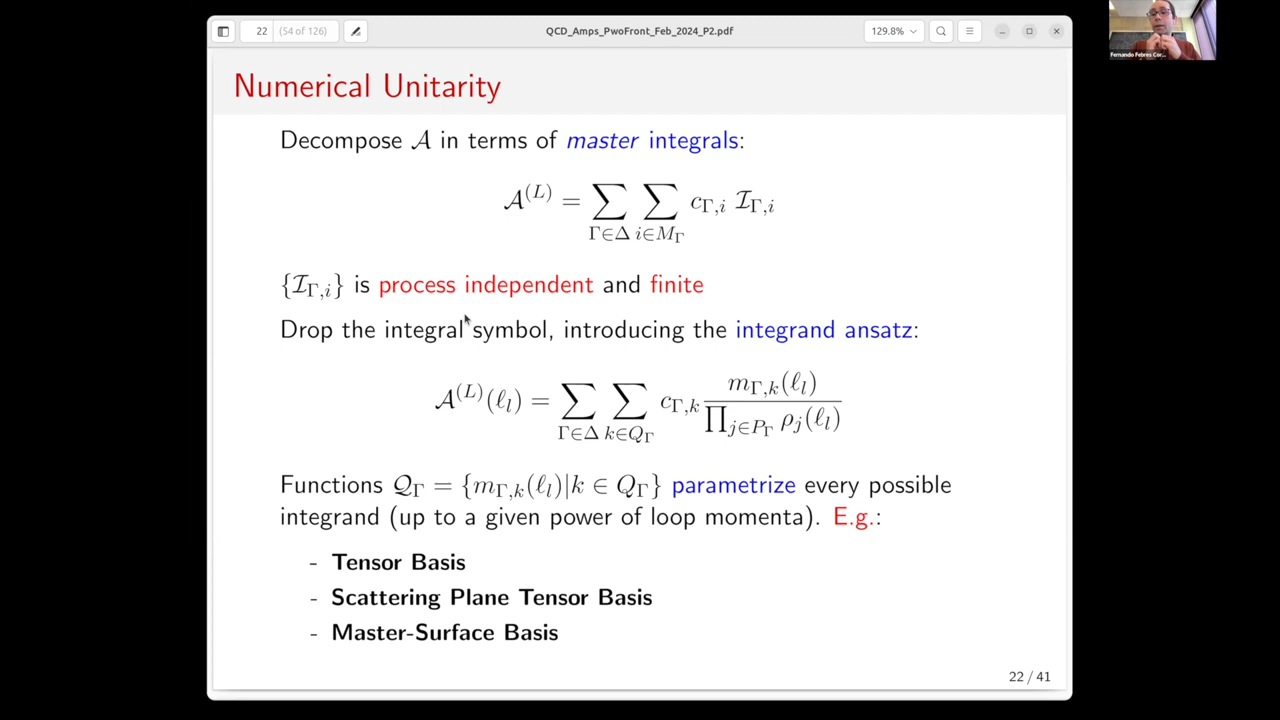 22 (54 of 126) QCD_Amps_PwoFront_Feb_2024_P2.pdf 129.8%
Fernando Febres Cor...
Numerical Unitarity
Decompose 𝒜 in terms of master integrals:
𝒜^{(L)} = ∑_{Γ∈Δ} ∑_{i∈M_Γ} c_{Γ,i} ℐ_{Γ,i}
{ℐ_{Γ,i}} is process independent and finite
Drop the integral symbol, introducing the integrand ansatz:
𝒜^{(L)}(ℓ_l) = ∑_{Γ∈Δ} ∑_{k∈Q_Γ} c_{Γ,k} m_{Γ,k}(ℓ_l) / ∏_{j∈P_Γ} ρ_j(ℓ_l)
Functions 𝒬_Γ = {m_{Γ,k}(ℓ_l)|k ∈ Q_Γ} parametrize every possible
integrand (up to a given power of loop momenta). E.g.:
- Tensor Basis
- Scattering Plane Tensor Basis
- Master-Surface Basis
22 / 41